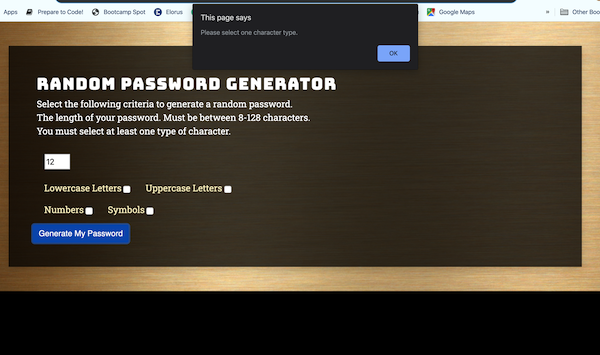 Apps Prepare to Code! Bootcamp Spot Elorus Google Maps » Other Boo
This page says
Please select one character type.
OK
RANDOM PASSWORD GENERATOR
Select the following criteria to generate a random password.
The length of your password. Must be between 8-128 characters.
You must select at least one type of character.
12
Lowercase Letters Uppercase Letters
Numbers Symbols
Generate My Password